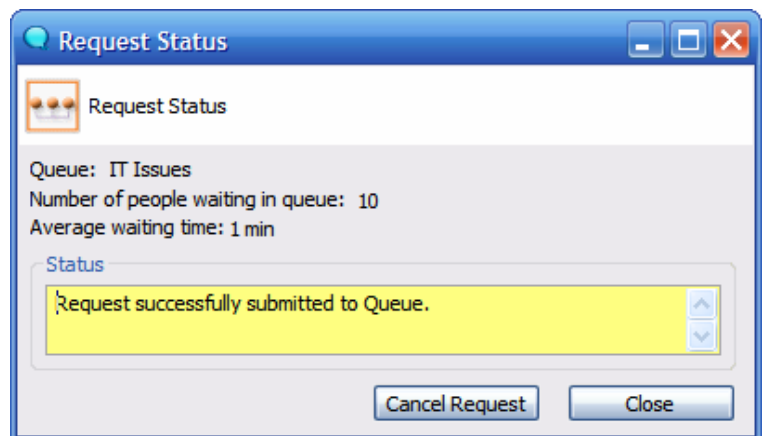 Request Status
Request Status
Queue: IT Issues
Number of people waiting in queue: 10
Average waiting time: 1 min
Status
Request successfully submitted to Queue.
Cancel Request Close